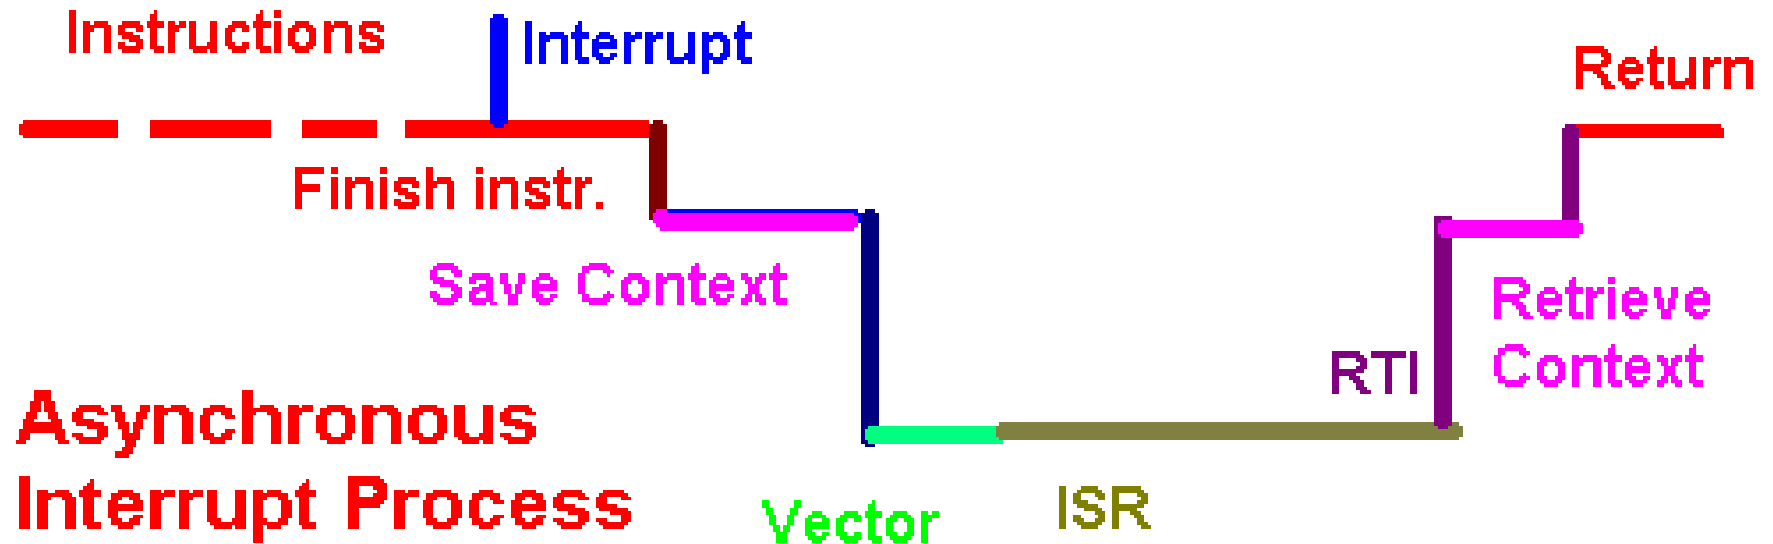 Instructions
Interrupt
Return
Finish instr.
Save Context
Retrieve
Context
RTI
Asynchronous
Interrupt Process
Vector
ISR